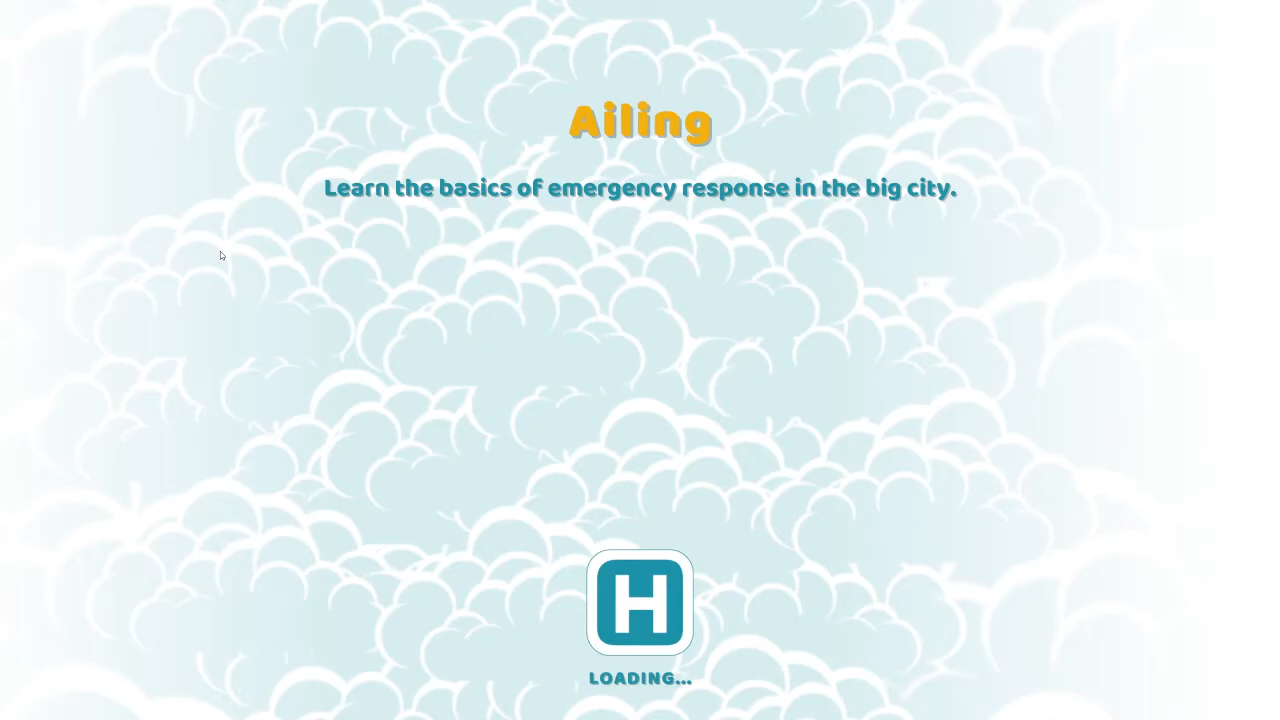 Ailing
Learn the basics of emergency response in the big city.
H
LOADING...